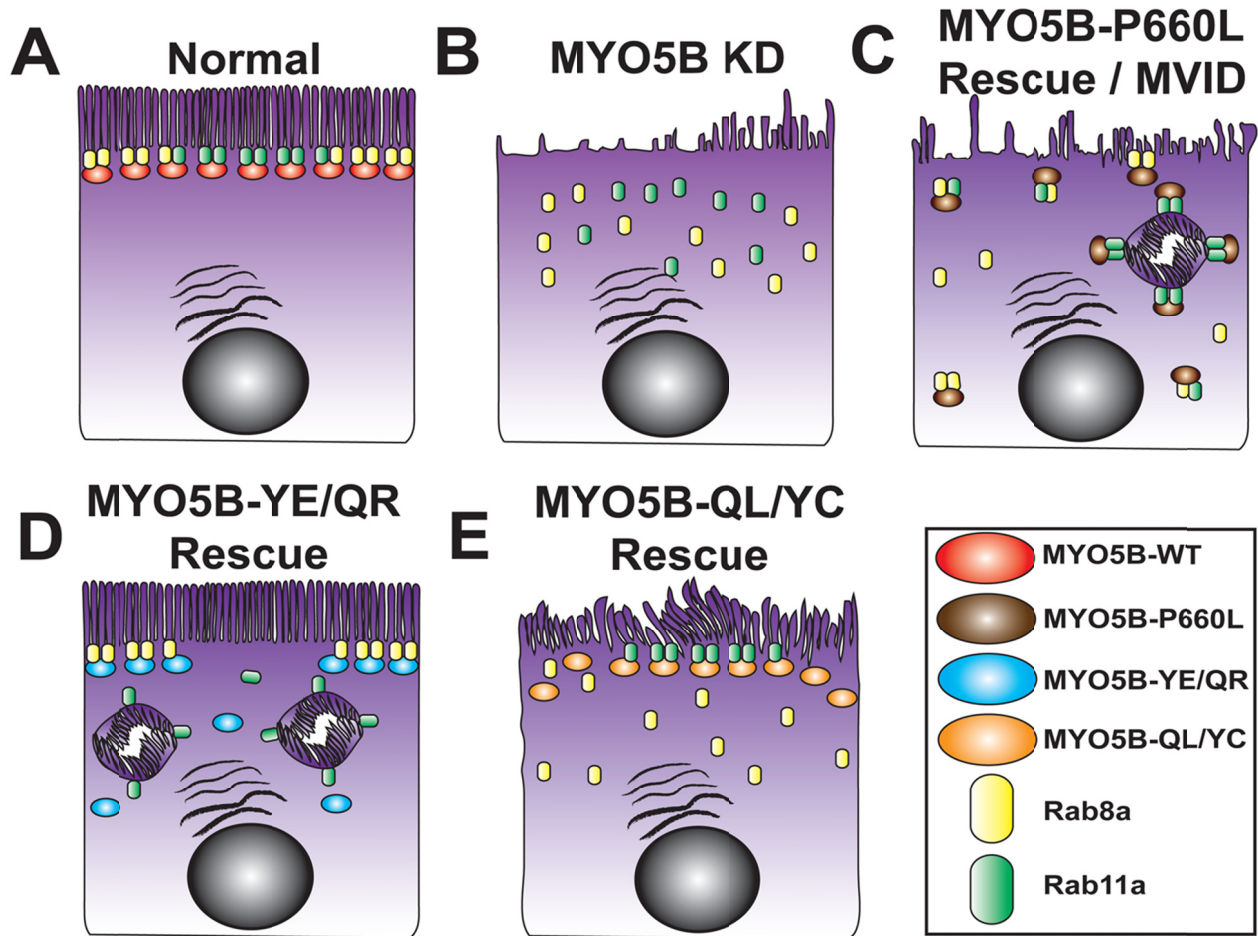 A
Normal
B
MYO5B KD
C
MYO5B-P660L
Rescue / MVID
D
MYO5B-YE/QR
Rescue
E
MYO5B-QL/YC
Rescue
MYO5B-WT
MYO5B-P660L
MYO5B-YE/QR
MYO5B-QL/YC
Rab8a
Rab11a